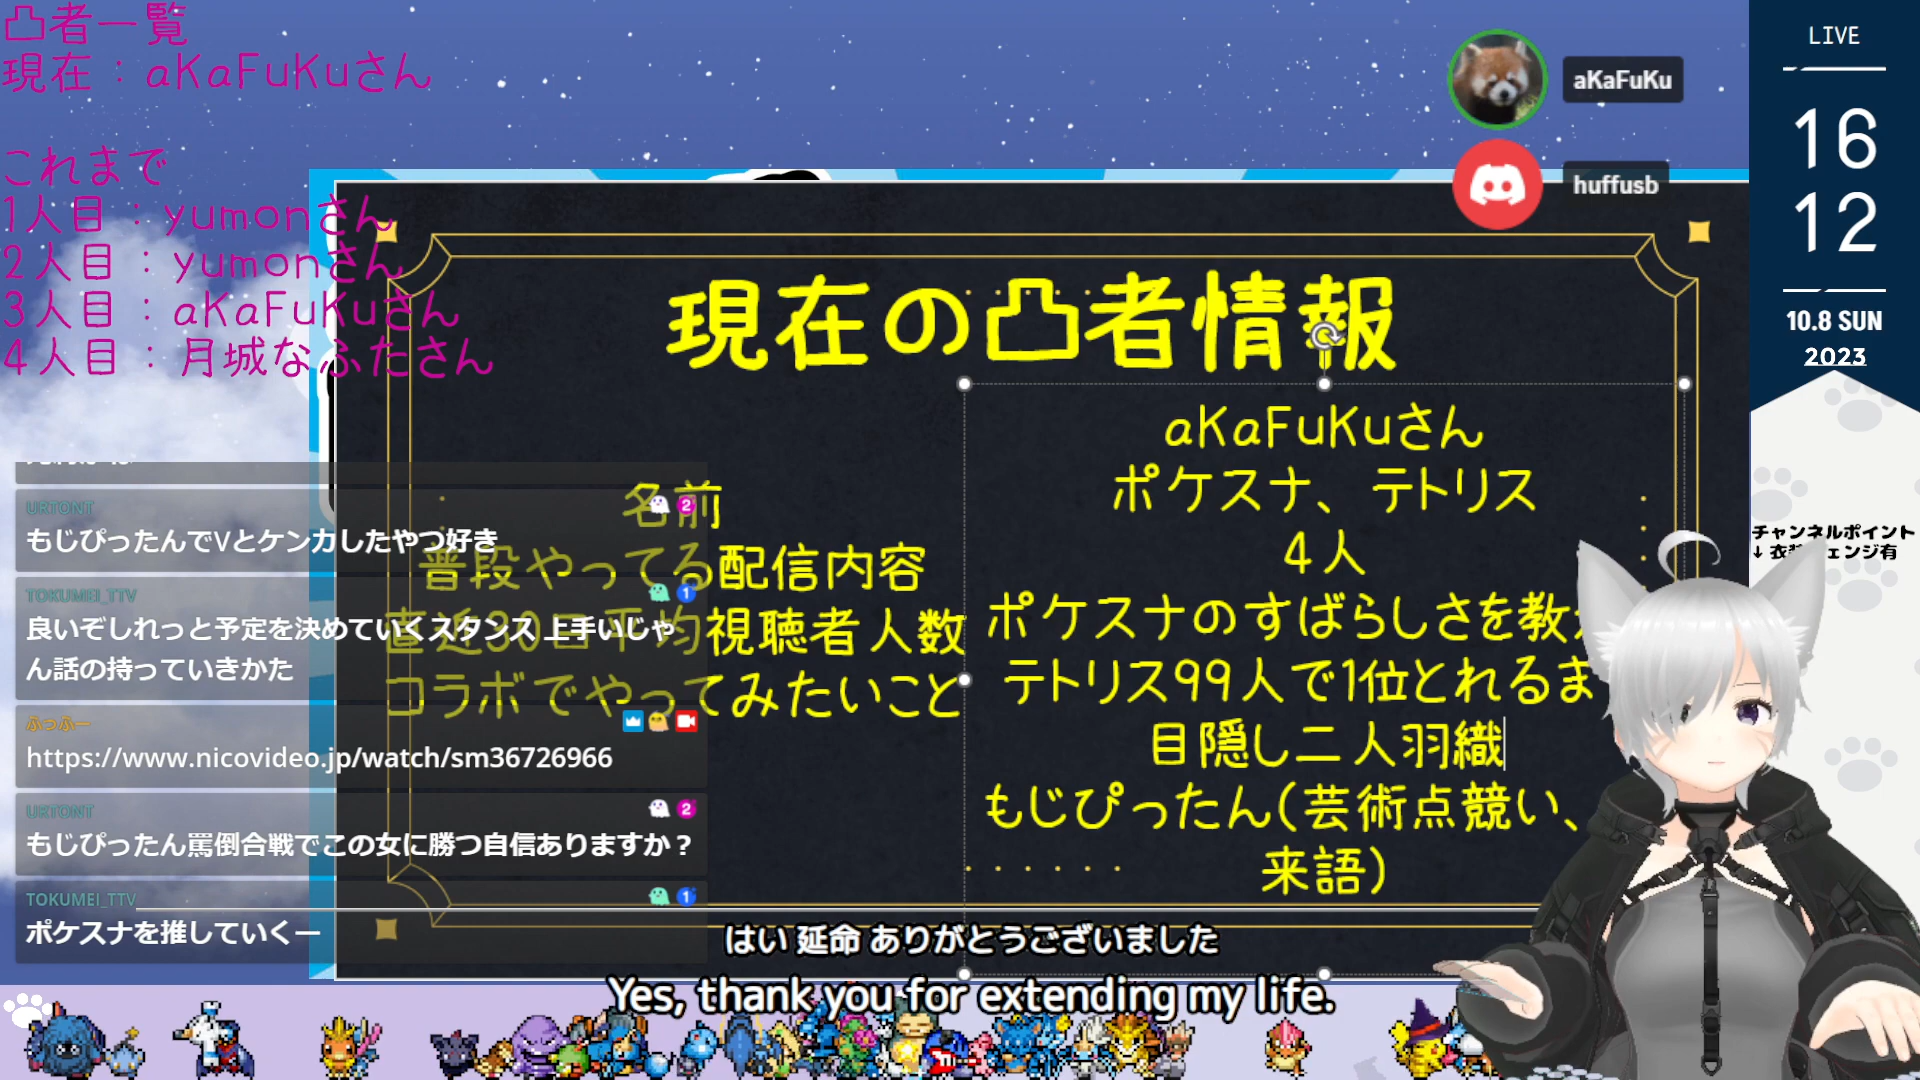 凸者一覧
現在：aKaFuKuさん
これまで
1人目：yumonさん
2人目：yumonさん
3人目：aKaFuKuさん
4人目：月城なふたさん
aKaFuKu
huffusb
LIVE
16
12
10.8 SUN
2023
チャンネルポイント
現在の凸者情報
名前
普段やってる配信内容
直近30日平均視聴者人数
コラボでやってみたいこと
aKaFuKuさん
ポケスナ、テトリス
4人
ポケスナのすばらしさを教え
テトリス99人で1位とれるま
目隠し二人羽織
もじぴったん(芸術点競い、
来語)
URTONT
2
もじぴったんでVとケンカしたやつ好き
TOKUMEI_TTV
1
良いぞしれっと予定を決めていくスタンス 上手いじゃ
ん話の持っていきかた
ふっふー
https://www.nicovideo.jp/watch/sm36726966
URTONT
2
もじぴったん罵倒合戦でこの女に勝つ自信ありますか？
TOKUMEI_TTV
1
ポケスナを推していくー
はい 延命 ありがとうございました
Yes, thank you for extending my life.